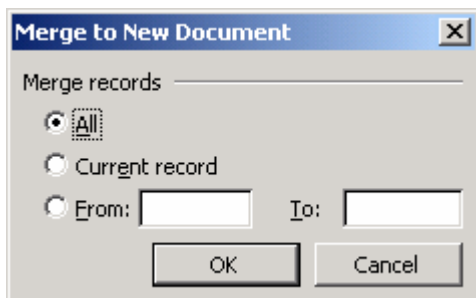 Merge to New Document
Merge records
All
Current record
From: To:
OK Cancel